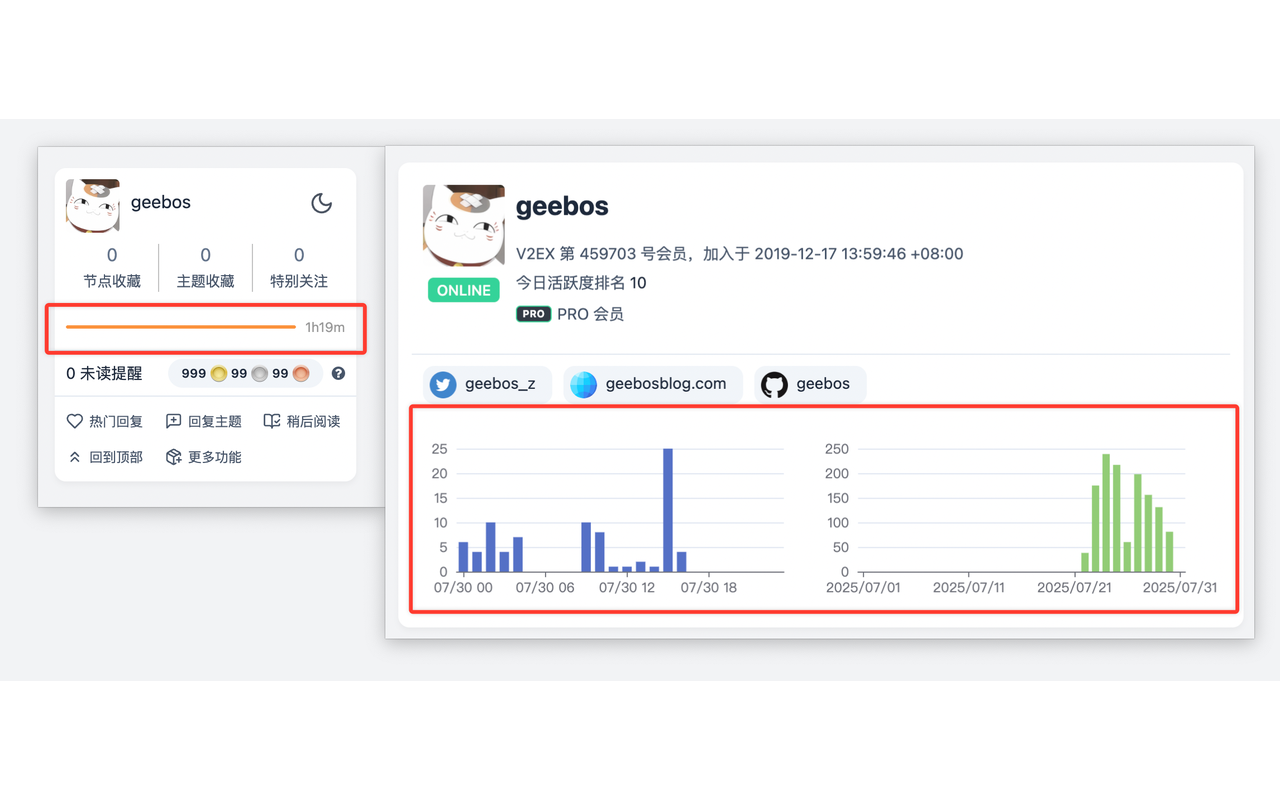 geebos
0 0 0
节点收藏 主题收藏 特别关注
1h19m
0 未读提醒 999 99 99 ?
热门回复 回复主题 稍后阅读
回到顶部 更多功能
geebos
V2EX 第 459703 号会员，加入于 2019-12-17 13:59:46 +08:00
今日活跃度排名 10
ONLINE
PRO PRO 会员
geebos_z geebosblog.com geebos
25
20
15
10
5
0
07/30 00 07/30 06 07/30 12 07/30 18
250
200
150
100
50
0
2025/07/01 2025/07/11 2025/07/21 2025/07/31